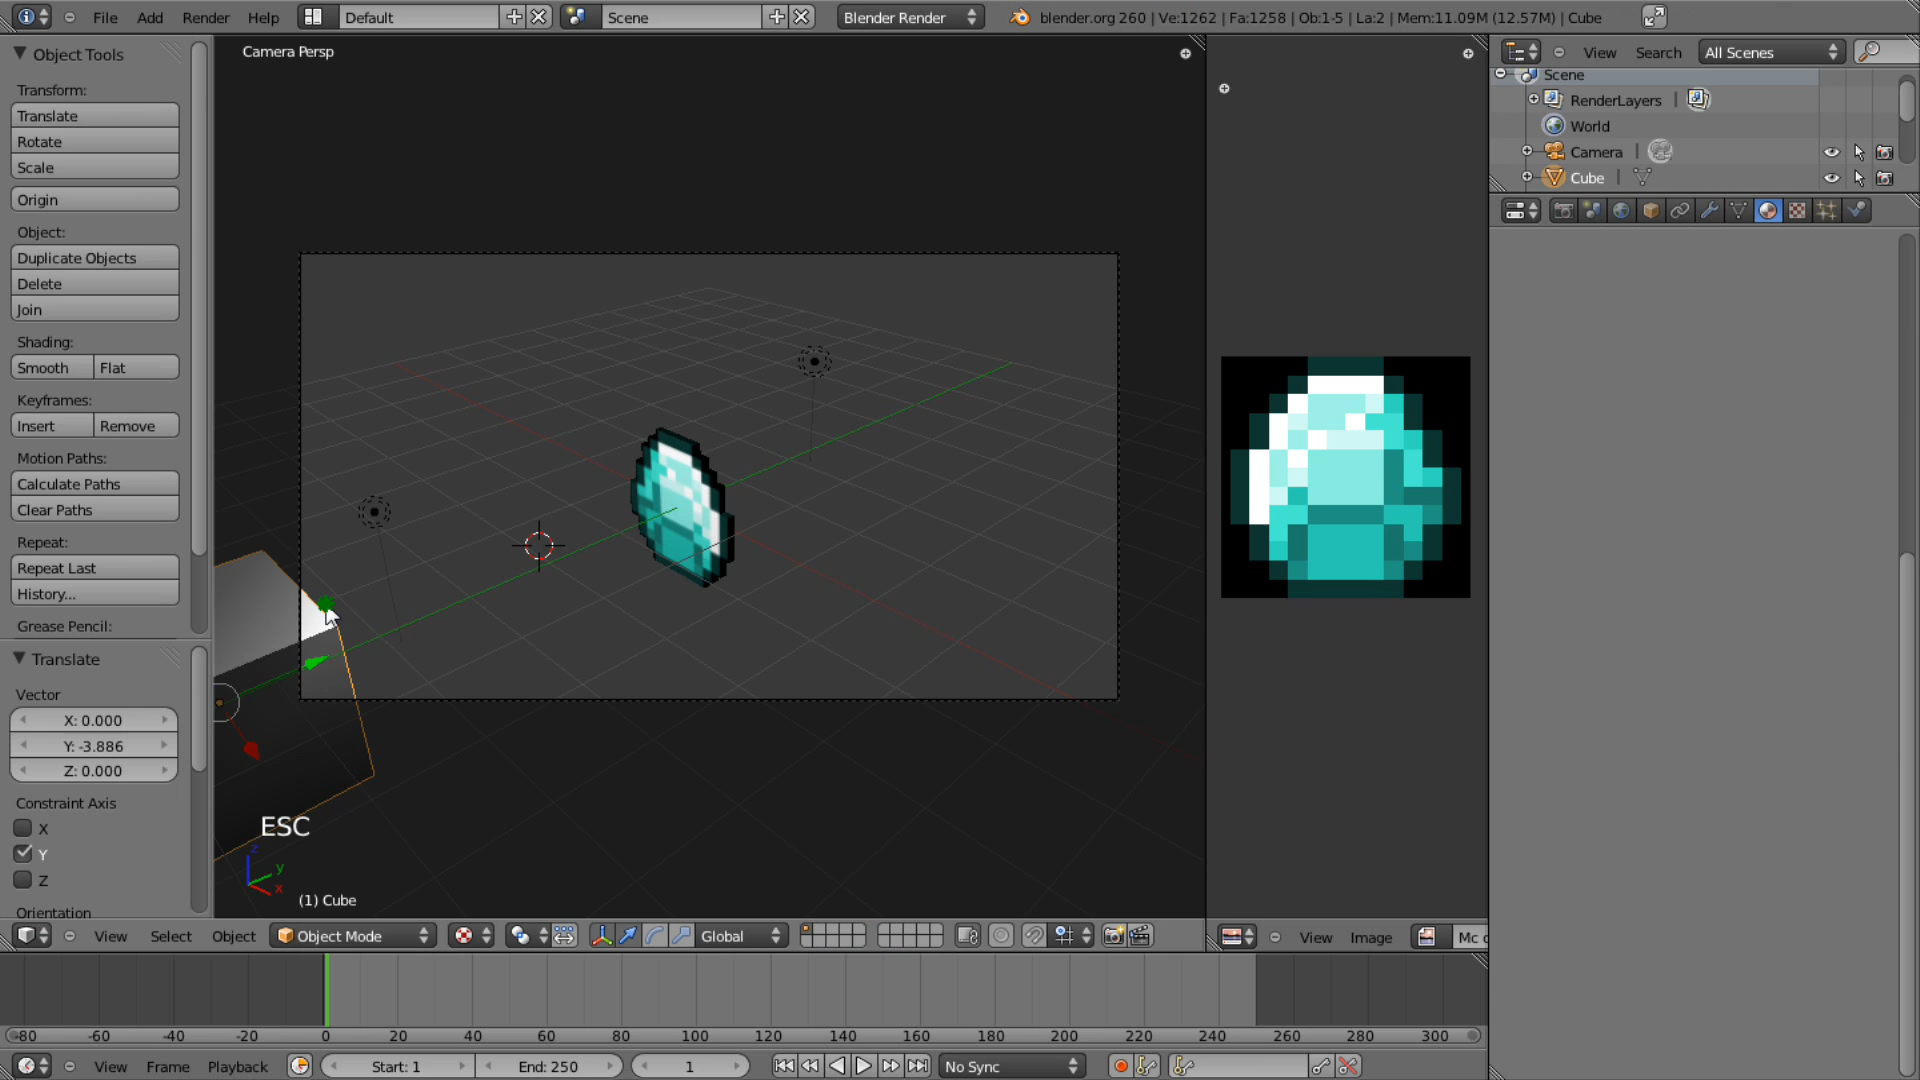 File Add Render Help Default Scene Blender Render blender.org 260 | Ve:1262 | Fa:1258 | Ob:1-5 | La:2 | Mem:11.09M (12.57M) | Cube
Object Tools
Transform:
Translate
Rotate
Scale
Origin
Object:
Duplicate Objects
Delete
Join
Shading:
Smooth Flat
Keyframes:
Insert Remove
Motion Paths:
Calculate Paths
Clear Paths
Repeat:
Repeat Last
History...
Grease Pencil:
Translate
Vector
X: 0.000
Y: -3.886
Z: 0.000
Constraint Axis
X
Y
Z
Orientation
Camera Persp
ESC
z
y
x
(1) Cube
View Search All Scenes
Scene
RenderLayers
World
Camera
Cube
View Select Object Object Mode Global
View Image Mc
-80 -60 -40 -20 0 20 40 60 80 100 120 140 160 180 200 220 240 260 280 300
View Frame Playback Start: 1 End: 250 1 No Sync